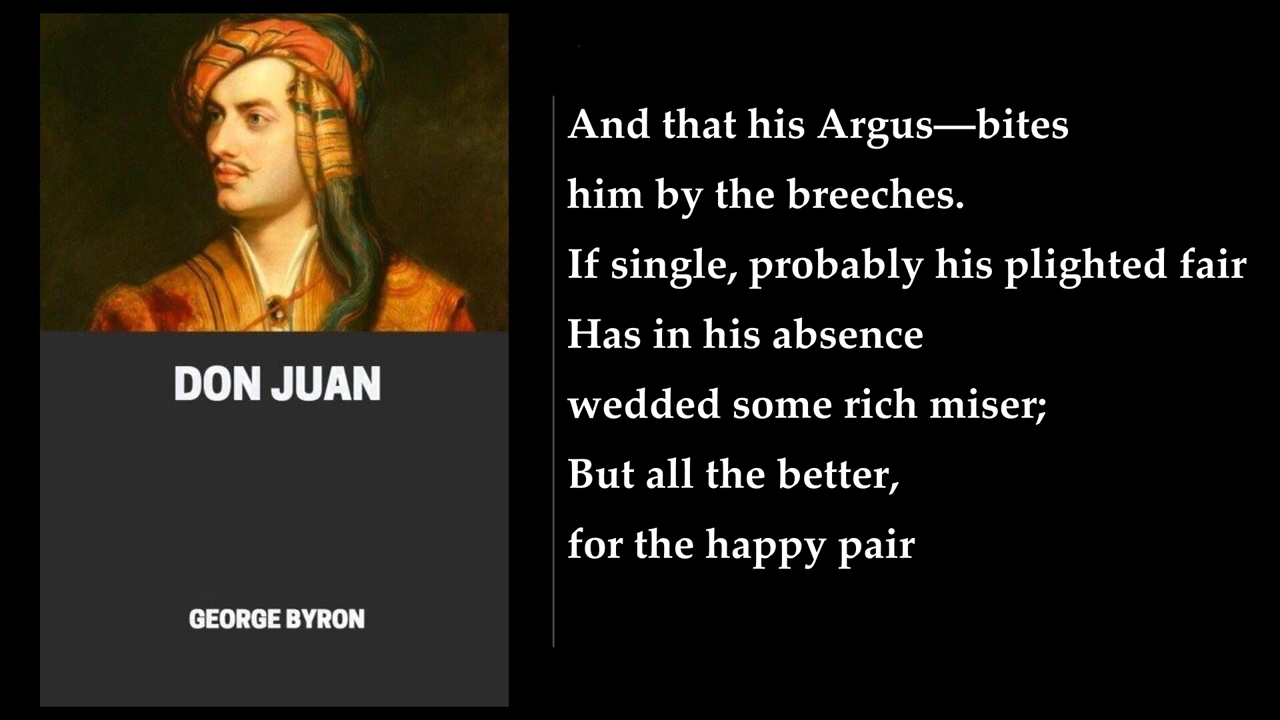 DON JUAN
GEORGE BYRON
And that his Argus—bites
him by the breeches.
If single, probably his plighted fair
Has in his absence
wedded some rich miser;
But all the better,
for the happy pair